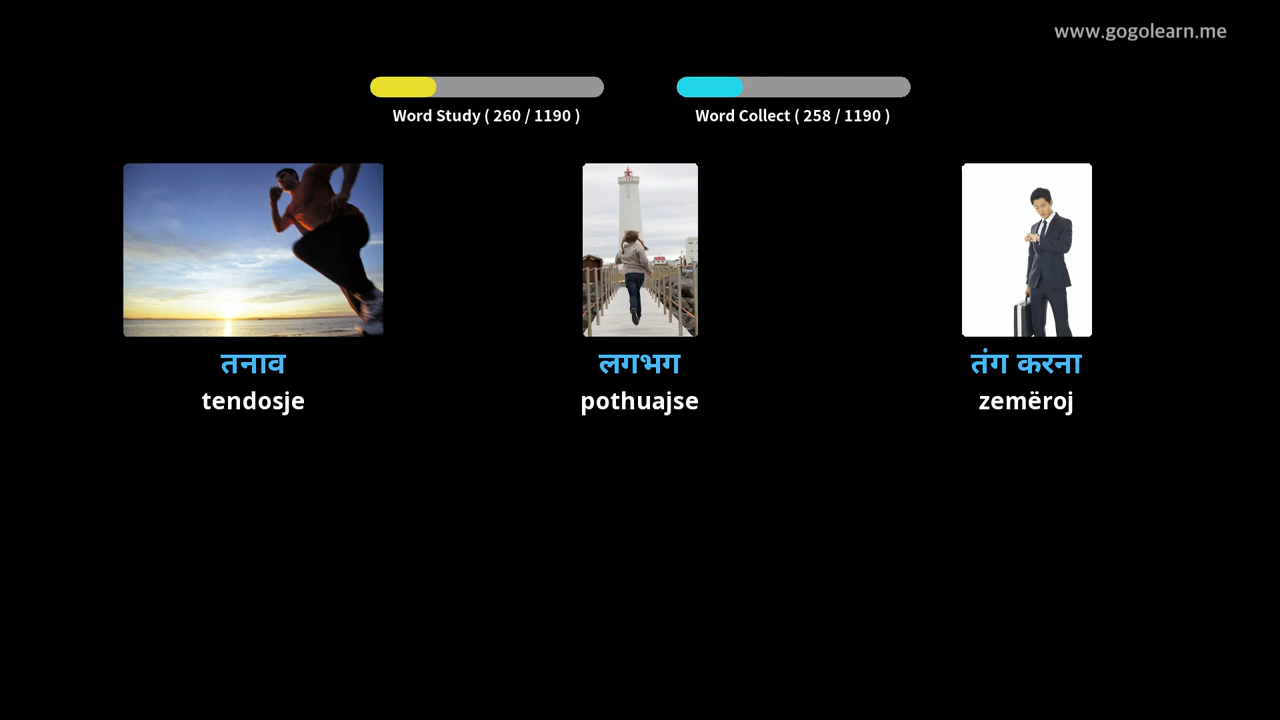 www.gogolearn.me
Word Study ( 260 / 1190 )
Word Collect ( 258 / 1190 )
तनाव
tendosje
लगभग
pothuajse
तंग करना
zemëroj